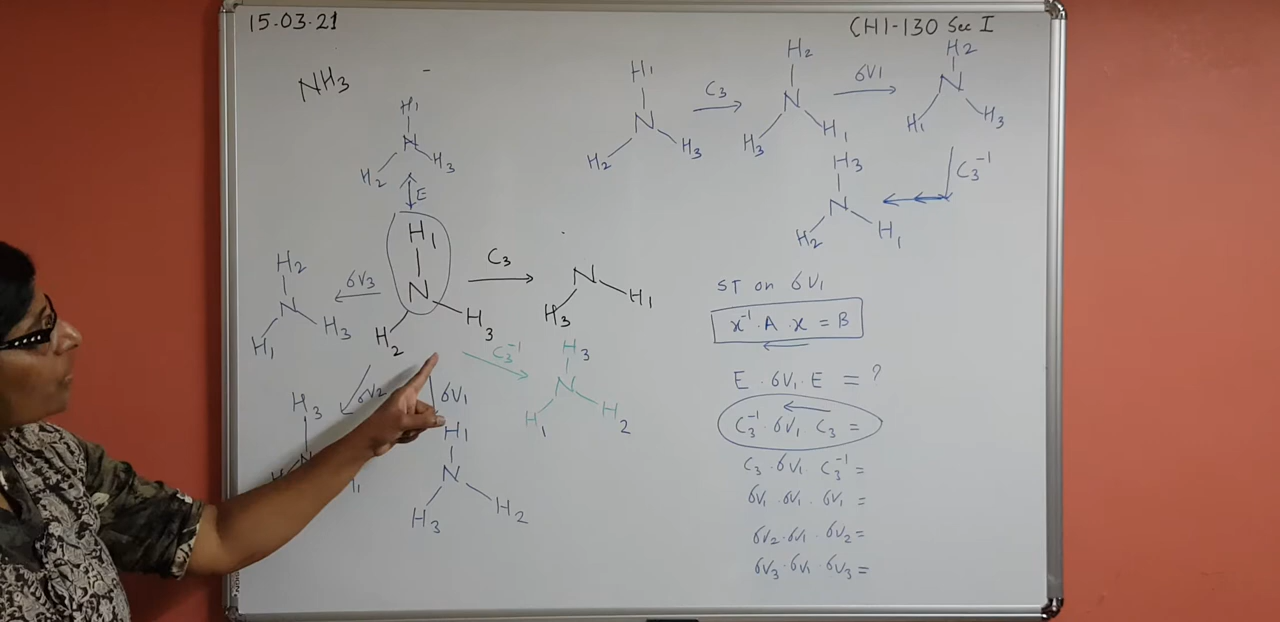 15.03.21
CHI-130 Sec I
NH3
H1
N
H2 H3
E
H1
N
H2 H3
C3
N
H3 H1
C3⁻¹
H3
N
H1 H2
σV1
H1
N
H3 H2
σV2
H3
N
σV3
H2
N
H1 H3
H1
N
H2 H3
C3
H2
N
H3 H1
σV1
H2
N
H1 H3
C3⁻¹
H3
N
H2 H1
ST on σV1
x⁻¹ · A · x = B
E · σV1 · E = ?
C3⁻¹ · σV1 C3 =
C3 · σV1 · C3⁻¹ =
σV1 · σV1 · σV1 =
σV2 · σV1 · σV2 =
σV3 · σV1 · σV3 =